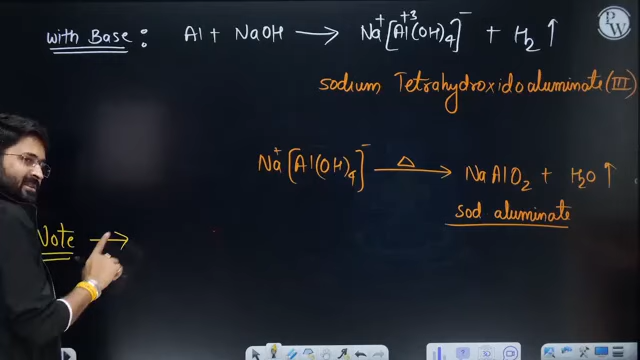 with Base : Al + NaOH → Na⁺[Al⁺³(OH)₄]⁻ + H₂ ↑
sodium Tetrahydroxidoaluminate (III)
Na⁺[Al(OH)₄]⁻ —Δ→ NaAlO₂ + H₂O ↑
sod aluminate
Note →
PW